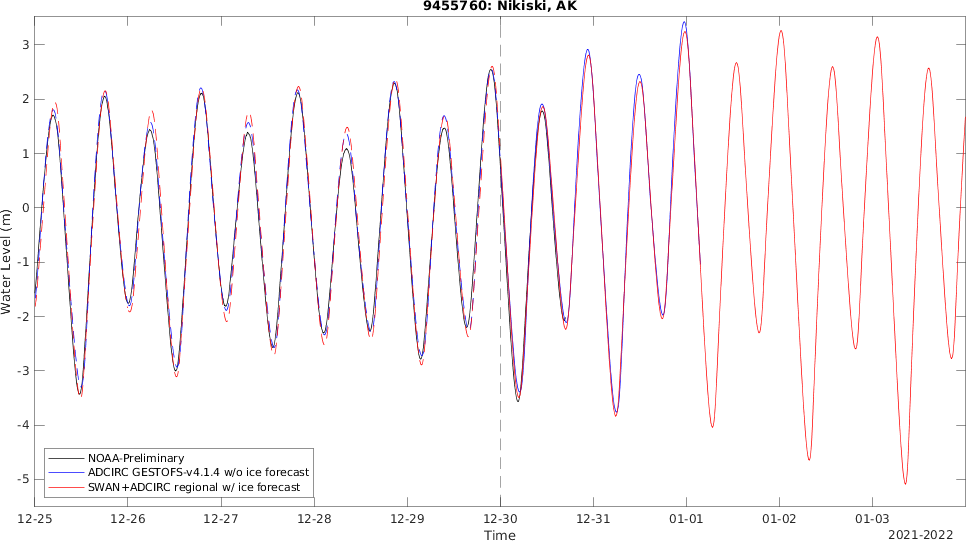 9455760: Nikiski, AK
Water Level (m)
3
2
1
0
-1
-2
-3
-4
-5
NOAA-Preliminary
ADCIRC GESTOFS-v4.1.4 w/o ice forecast
SWAN+ADCIRC regional w/ ice forecast
12-25 12-26 12-27 12-28 12-29 12-30 12-31 01-01 01-02 01-03
Time
2021-2022